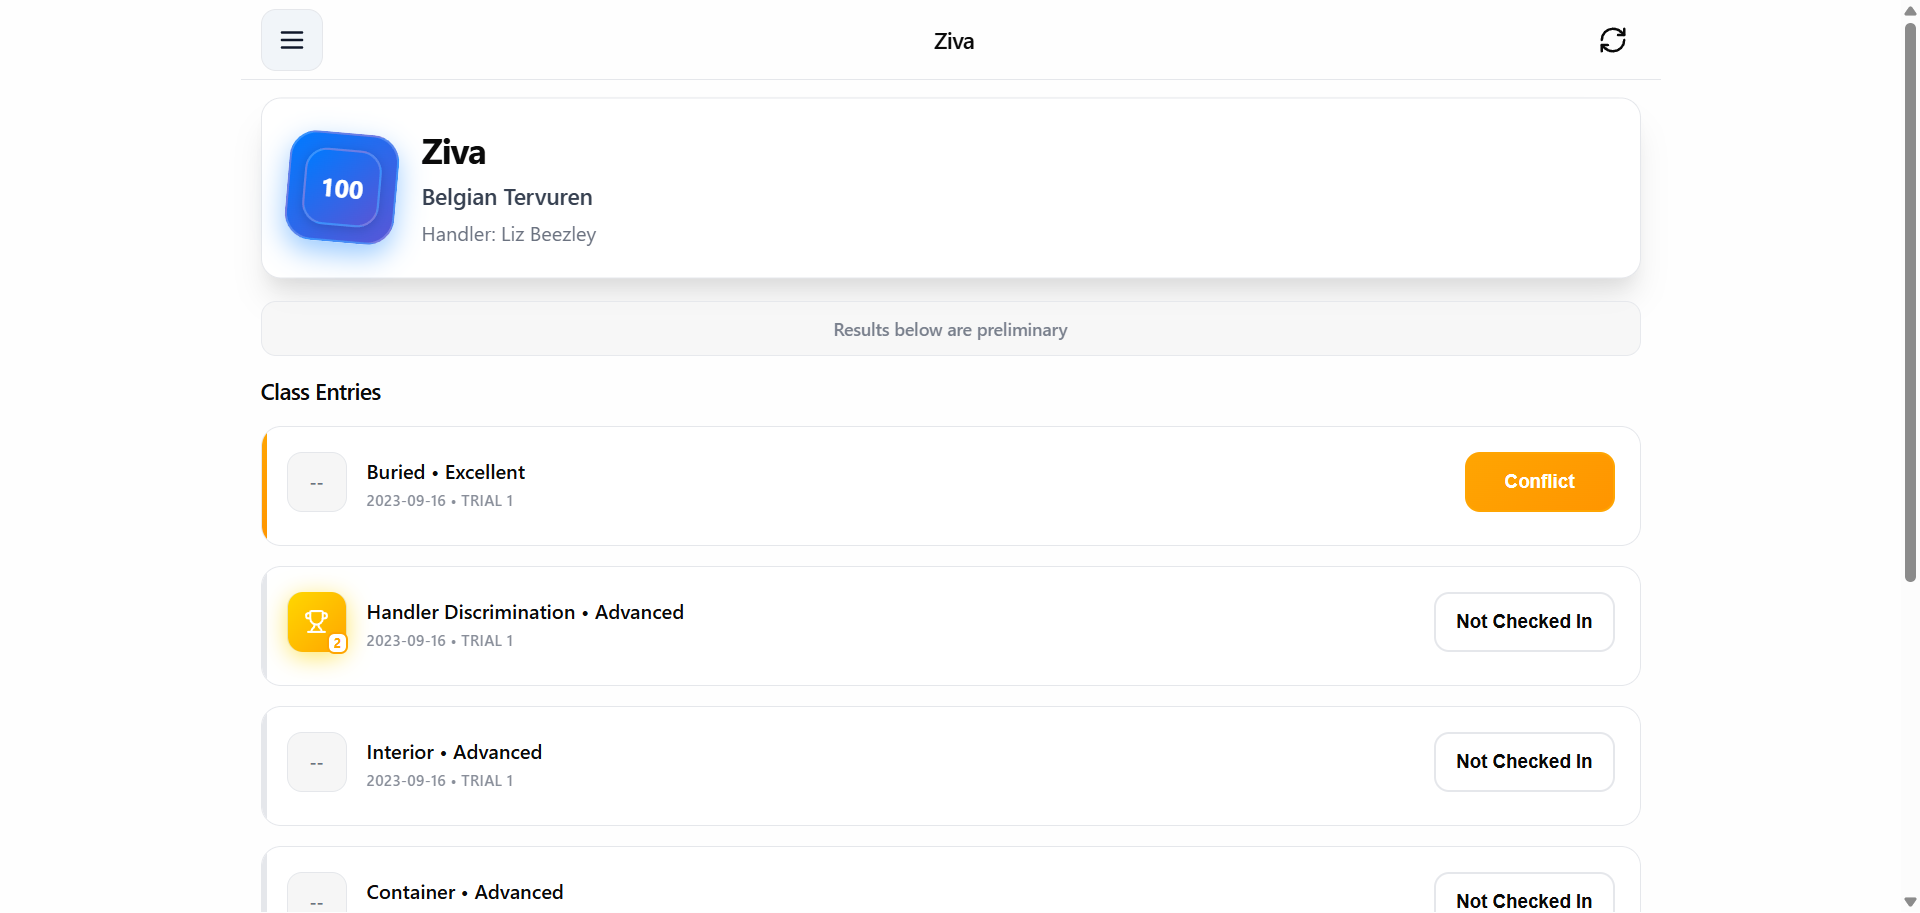 Ziva
100
Ziva
Belgian Tervuren
Handler: Liz Beezley
Results below are preliminary
Class Entries
--
Buried • Excellent
2023-09-16 • TRIAL 1
Conflict
2
Handler Discrimination • Advanced
2023-09-16 • TRIAL 1
Not Checked In
--
Interior • Advanced
2023-09-16 • TRIAL 1
Not Checked In
--
Container • Advanced
Not Checked In